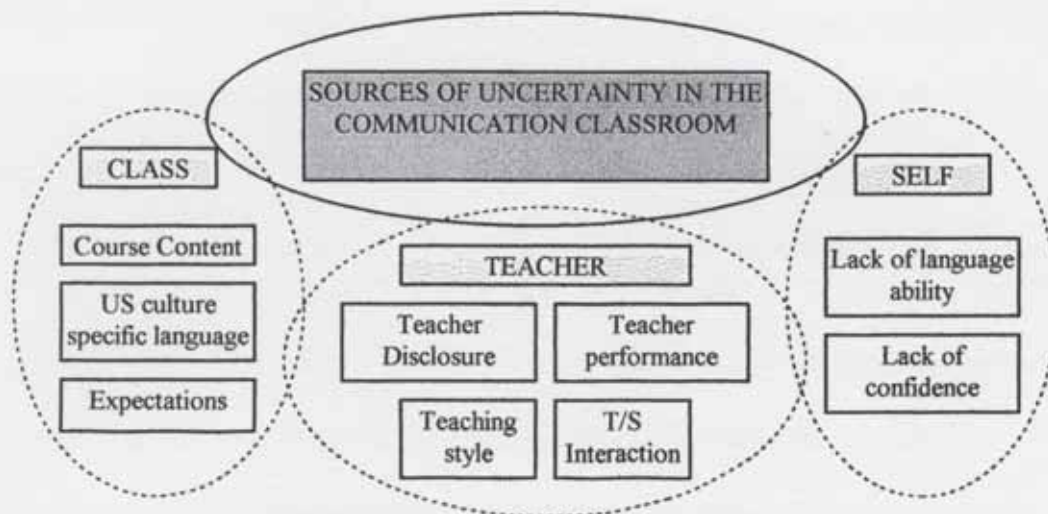 SOURCES OF UNCERTAINTY IN THE
COMMUNICATION CLASSROOM
CLASS
Course Content
US culture
specific language
Expectations
TEACHER
Teacher
Disclosure
Teacher
performance
Teaching
style
T/S
Interaction
SELF
Lack of language
ability
Lack of
confidence